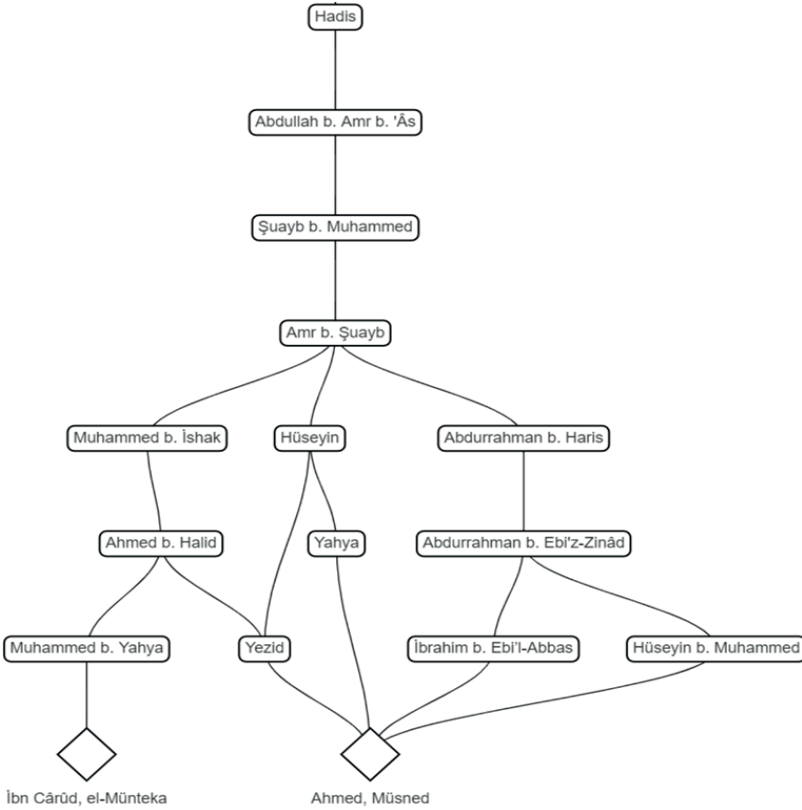 Hadis
Abdullah b. Amr b. 'Âs
Şuayb b. Muhammed
Amr b. Şuayb
Muhammed b. İshak
Hüseyin
Abdurrahman b. Haris
Ahmed b. Halid
Yahya
Abdurrahman b. Ebi'z-Zinâd
Muhammed b. Yahya
Yezid
İbrahim b. Ebi'l-Abbas
Hüseyin b. Muhammed
İbn Cârûd, el-Münteka
Ahmed, Müsned